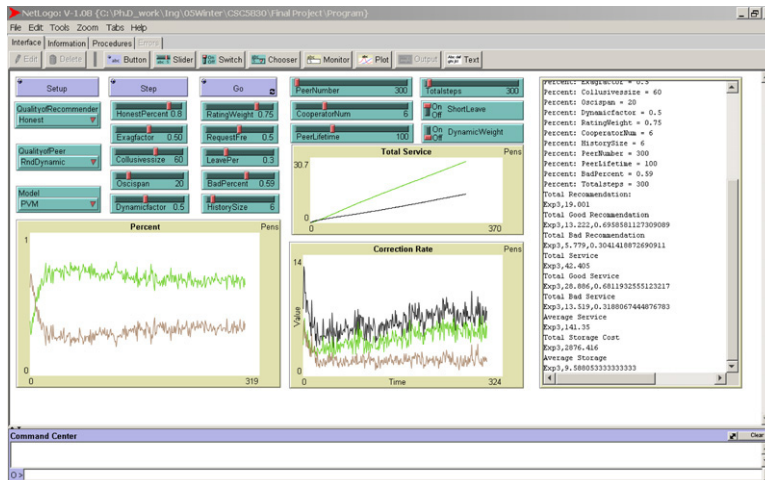 NetLogo: V-1.08 {C:\Ph.D_work\Ing\05Winter\CSC5830\Final Project\Program}
File Edit Tools Zoom Tabs Help
Interface Information Procedures Errors
Edit Delete Button Slider Switch Chooser Monitor Plot Output Text
Setup Step Go
QualityofRecommender
Honest
QualityofPeer
RndDynamic
Model
PVM
HonestPercent 0.8
Exagfactor 0.50
Collusivessize 60
Oscispan 20
Dynamicfactor 0.5
RatingWeight 0.75
RequestFre 0.5
LeavePer 0.3
BadPercent 0.59
HistorySize 6
PeerNumber 300
CooperatorNum 6
PeerLifetime 100
Totalsteps 300
On
Off
ShortLeave
On
Off
DynamicWeight
Total Service Pens
30.7
0
0 370
Percent Pens
1
0
0 319
Correction Rate Pens
14
Value
0
0 Time 324
Percent: Exagfactor = 0.5
Percent: Collusivessize = 60
Percent: Oscispan = 20
Percent: Dynamicfactor = 0.5
Percent: RatingWeight = 0.75
Percent: CooperatorNum = 6
Percent: HistorySize = 6
Percent: PeerNumber = 300
Percent: PeerLifetime = 100
Percent: BadPercent = 0.59
Percent: Totalsteps = 300
Total Recommendation:
Exp3,19.001
Total Good Recommendation
Exp3,13.222,0.6958581127309089
Total Bad Recommendation
Exp3,5.779,0.3041418872690911
Total Service
Exp3,42.405
Total Good Service
Exp3,28.886,0.6811932555123217
Total Bad Service
Exp3,13.519,0.3188067444876783
Average Service
Exp3,141.35
Total Storage Cost
Exp3,2876.416
Average Storage
Exp3,9.588053333333333
Command Center Clear
O>